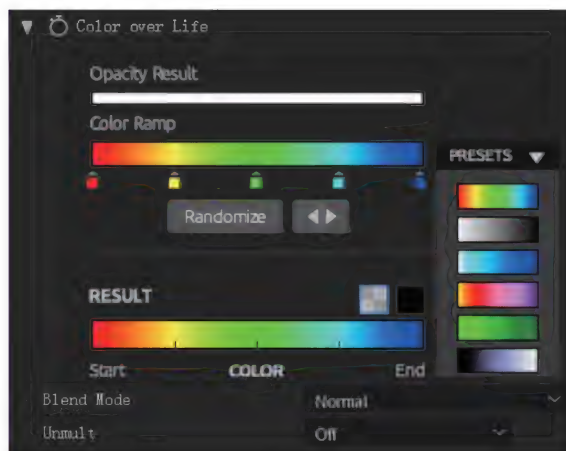 Color over Life
Opacity Result
Color Ramp
PRESETS
Randomize
RESULT
Start COLOR End
Blend Mode Normal
Unmult Off